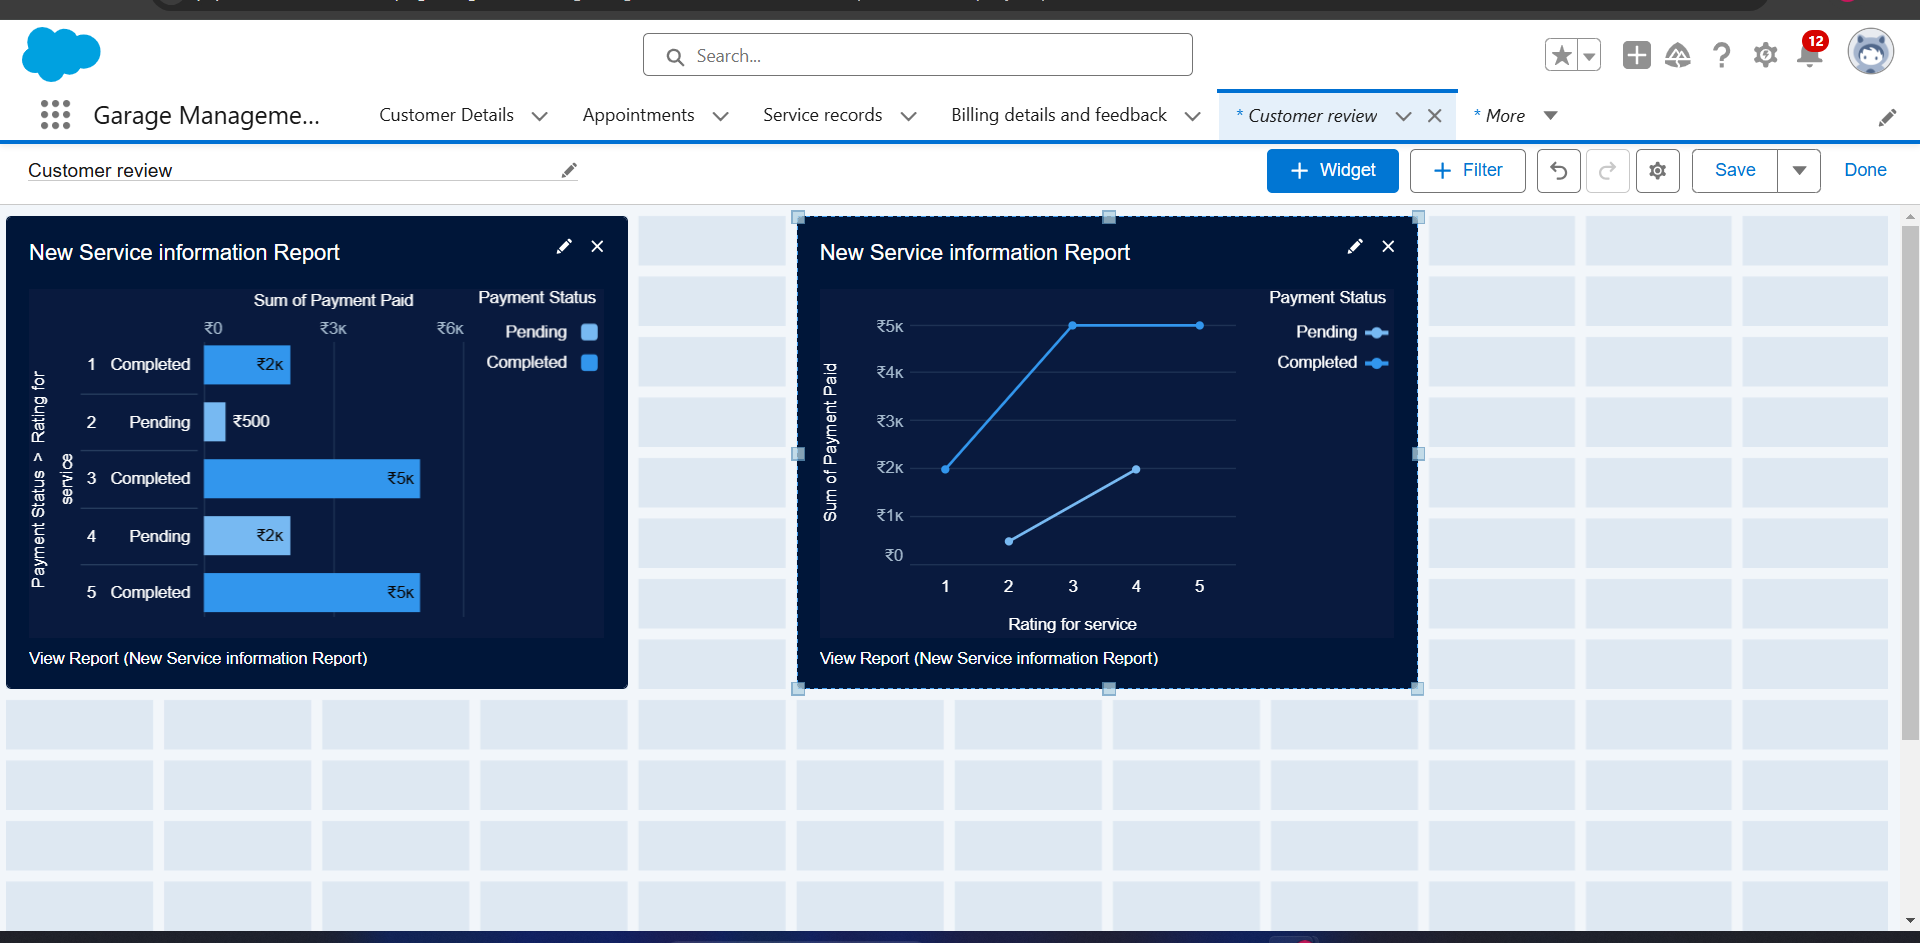 Search...
12
Garage Manageme...
Customer Details
Appointments
Service records
Billing details and feedback
* Customer review
* More
Customer review
+ Widget
+ Filter
Save
Done
New Service information Report
Sum of Payment Paid
₹0 ₹3K ₹6K
Payment Status
Pending
Completed
Payment Status > Rating for
service
1 Completed ₹2K
2 Pending ₹500
3 Completed ₹5K
4 Pending ₹2K
5 Completed ₹5K
View Report (New Service information Report)
New Service information Report
Payment Status
Pending
Completed
Sum of Payment Paid
₹5K
₹4K
₹3K
₹2K
₹1K
₹0
1 2 3 4 5
Rating for service
View Report (New Service information Report)